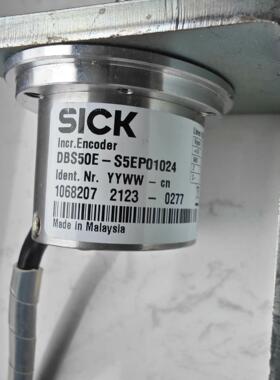 SICK
Incr.Encoder
DBS50E-S5EP01024
Ident. Nr. YYWW - cn
1068207 2123 - 0277
Made in Malaysia